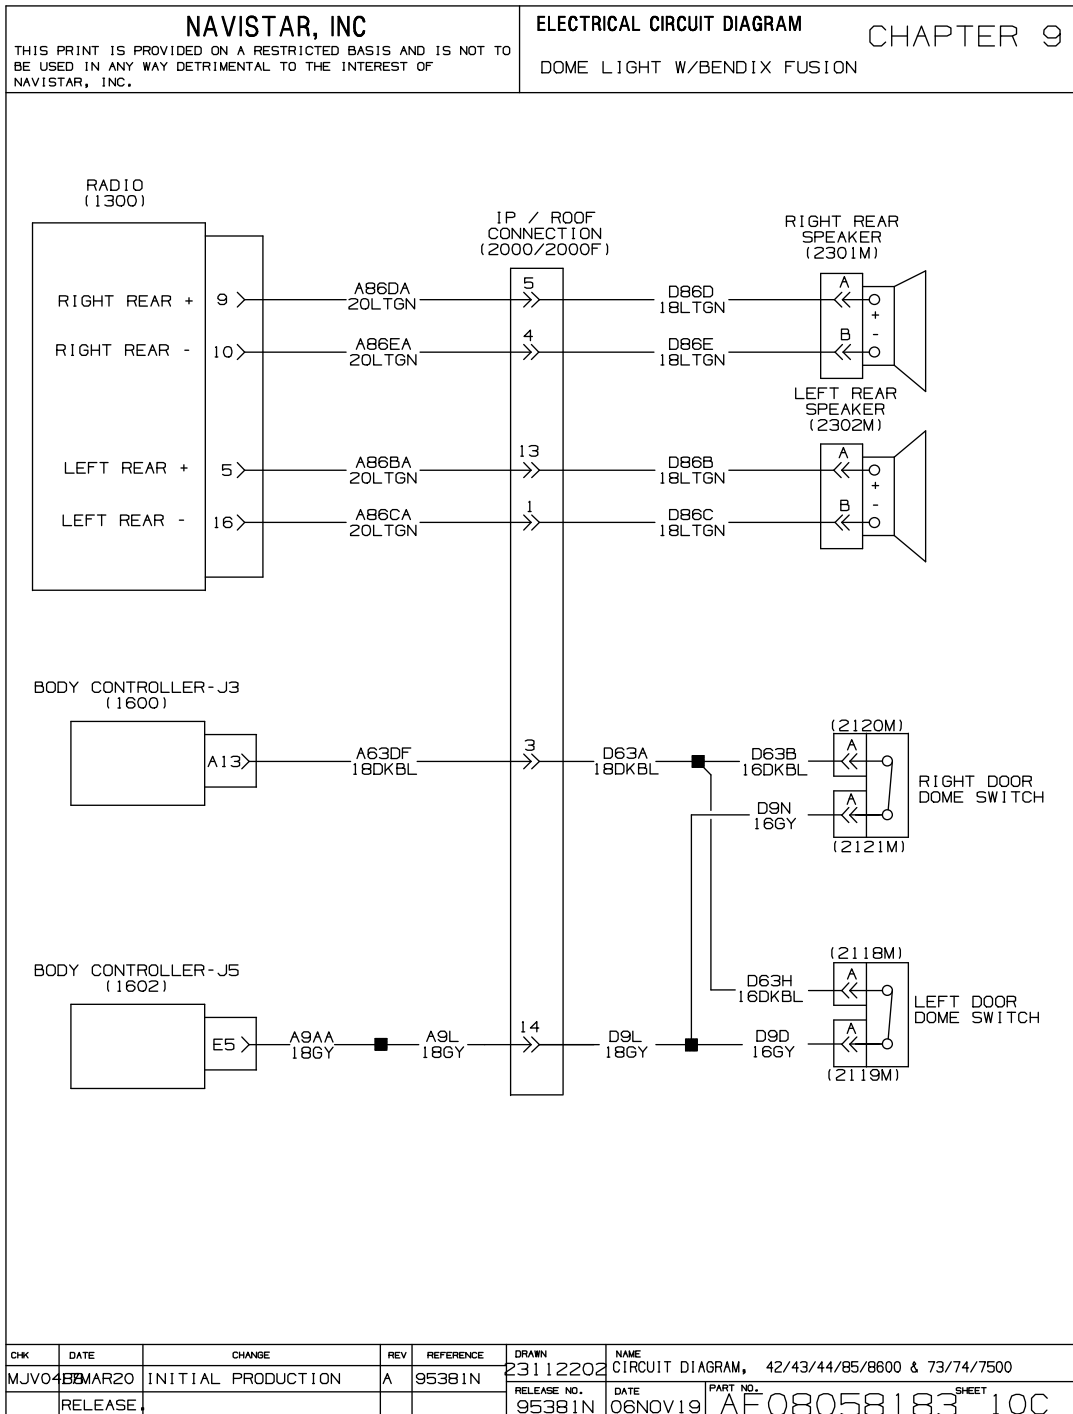 NAVISTAR, INC
THIS PRINT IS PROVIDED ON A RESTRICTED BASIS AND IS NOT TO
BE USED IN ANY WAY DETRIMENTAL TO THE INTEREST OF
NAVISTAR, INC.
ELECTRICAL CIRCUIT DIAGRAM
CHAPTER 9
DOME LIGHT W/BENDIX FUSION
RADIO
(1300)
IP / ROOF
CONNECTION
(2000/2000F)
RIGHT REAR
SPEAKER
(2301M)
RIGHT REAR + 9 A86DA 5 D86D A
20LTGN 18LTGN
+
RIGHT REAR - 10 A86EA 4 D86E B -
20LTGN 18LTGN
LEFT REAR
SPEAKER
(2302M)
LEFT REAR + 5 A86BA 13 D86B A
20LTGN 18LTGN
+
LEFT REAR - 16 A86CA 1 D86C B -
20LTGN 18LTGN
BODY CONTROLLER-J3
(1600)
(2120M)
A13 A63DF 3 D63A D63B A
18DKBL 18DKBL 16DKBL
RIGHT DOOR
DOME SWITCH
D9N A
16GY
(2121M)
BODY CONTROLLER-J5
(1602)
(2118M)
D63H A
16DKBL
LEFT DOOR
DOME SWITCH
E5 A9AA A9L 14 D9L D9D A
18GY 18GY 18GY 16GY
(2119M)
CHK DATE CHANGE REV REFERENCE DRAWN NAME
23112202 CIRCUIT DIAGRAM, 42/43/44/85/8600 & 73/74/7500
MAR20 INITIAL PRODUCTION A 95381N
RELEASE NO. DATE PART NO. SHEET
RELEASE. 95381N 06NOV19 AF08058183 10C